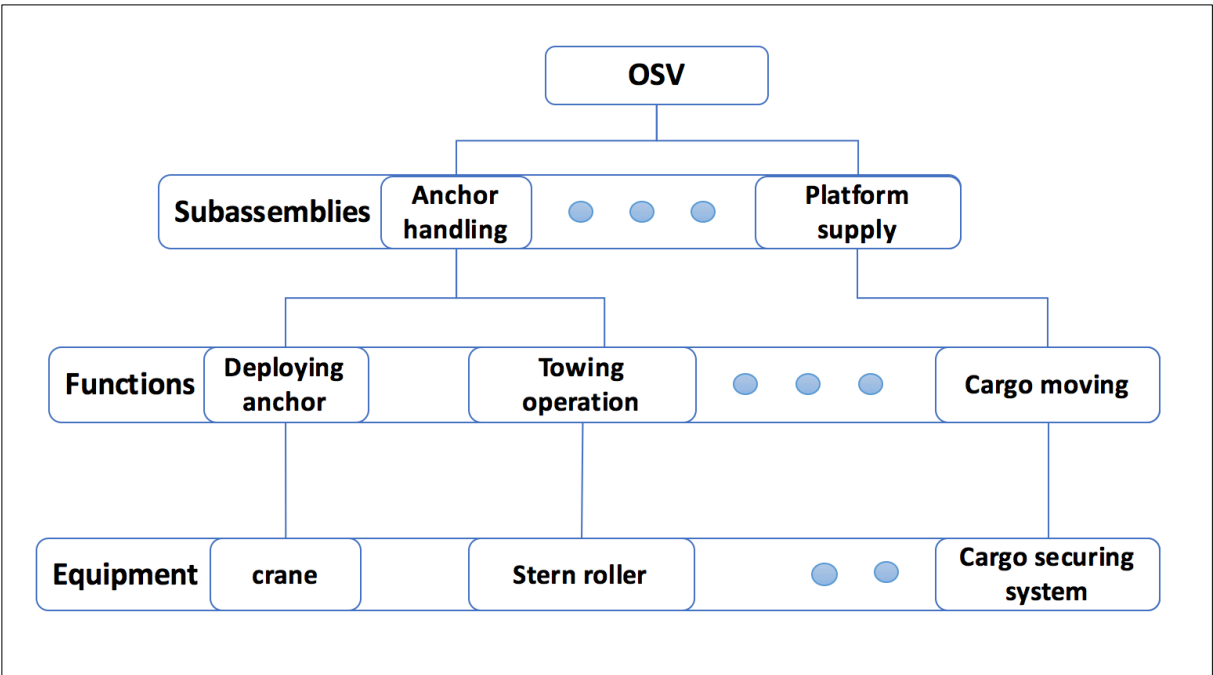 OSV
Subassemblies
Anchor
handling
Platform
supply
Functions
Deploying
anchor
Towing
operation
Cargo moving
Equipment
crane
Stern roller
Cargo securing
system